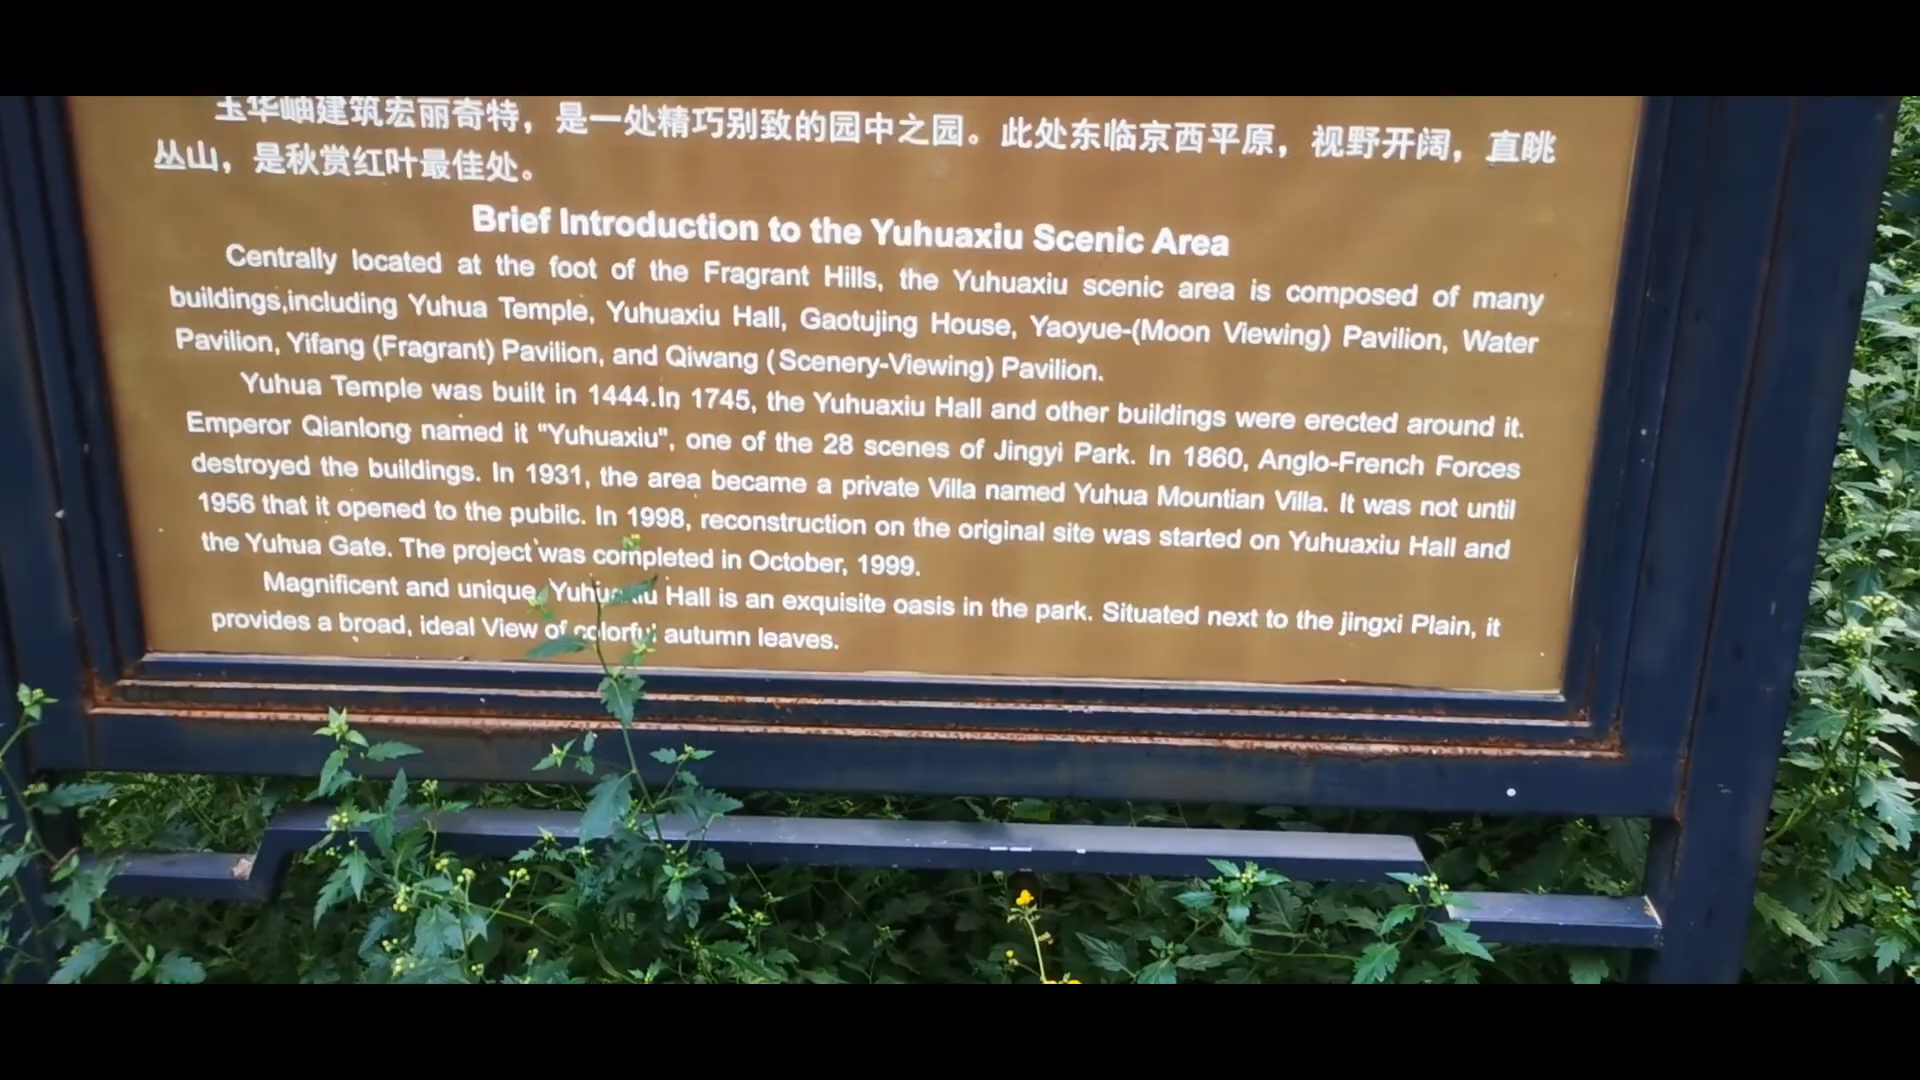 玉华岫建筑宏丽奇特，是一处精巧别致的园中之园。此处东临京西平原，视野开阔，直眺
丛山，是秋赏红叶最佳处。
Brief Introduction to the Yuhuaxiu Scenic Area
Centrally located at the foot of the Fragrant Hills, the Yuhuaxiu scenic area is composed of many
buildings,including Yuhua Temple, Yuhuaxiu Hall, Gaotujing House, Yaoyue-(Moon Viewing) Pavilion, Water
Pavilion, Yifang (Fragrant) Pavilion, and Qiwang (Scenery-Viewing) Pavilion.
Yuhua Temple was built in 1444.In 1745, the Yuhuaxiu Hall and other buildings were erected around it.
Emperor Qianlong named it "Yuhuaxiu", one of the 28 scenes of Jingyi Park. In 1860, Anglo-French Forces
destroyed the buildings. In 1931, the area became a private Villa named Yuhua Mountian Villa. It was not until
1956 that it opened to the pubilc. In 1998, reconstruction on the original site was started on Yuhuaxiu Hall and
the Yuhua Gate. The project was completed in October, 1999.
Magnificent and unique, Yuhuaxiu Hall is an exquisite oasis in the park. Situated next to the jingxi Plain, it
provides a broad, ideal View of colorful autumn leaves.